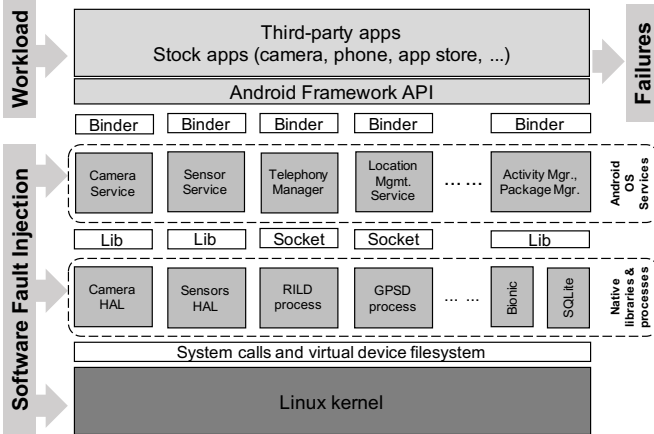 Workload
Third-party apps
Stock apps (camera, phone, app store, ...)
Failures
Android Framework API
Binder Binder Binder Binder Binder
Software Fault Injection
Camera
Service
Sensor
Service
Telephony
Manager
Location
Mgmt.
Service
... ...
Activity Mgr.,
Package Mgr.
Android
OS
Services
Lib Lib Socket Socket Lib
Camera
HAL
Sensors
HAL
RILD
process
GPSD
process
... ...
Bionic
SQLite
Native
libraries &
processes
System calls and virtual device filesystem
Linux kernel